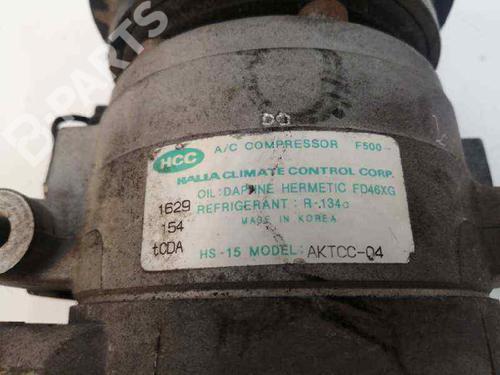 B-PARTS
DO
HCC
A/C COMPRESSOR F500-
HALLA CLIMATE CONTROL CORP.
OIL: DAPHNE HERMETIC FD46XG
1629 REFRIGERANT : R-134a
154 MADE IN KOREA
tCDA HS-15 MODEL: AKTCC-04